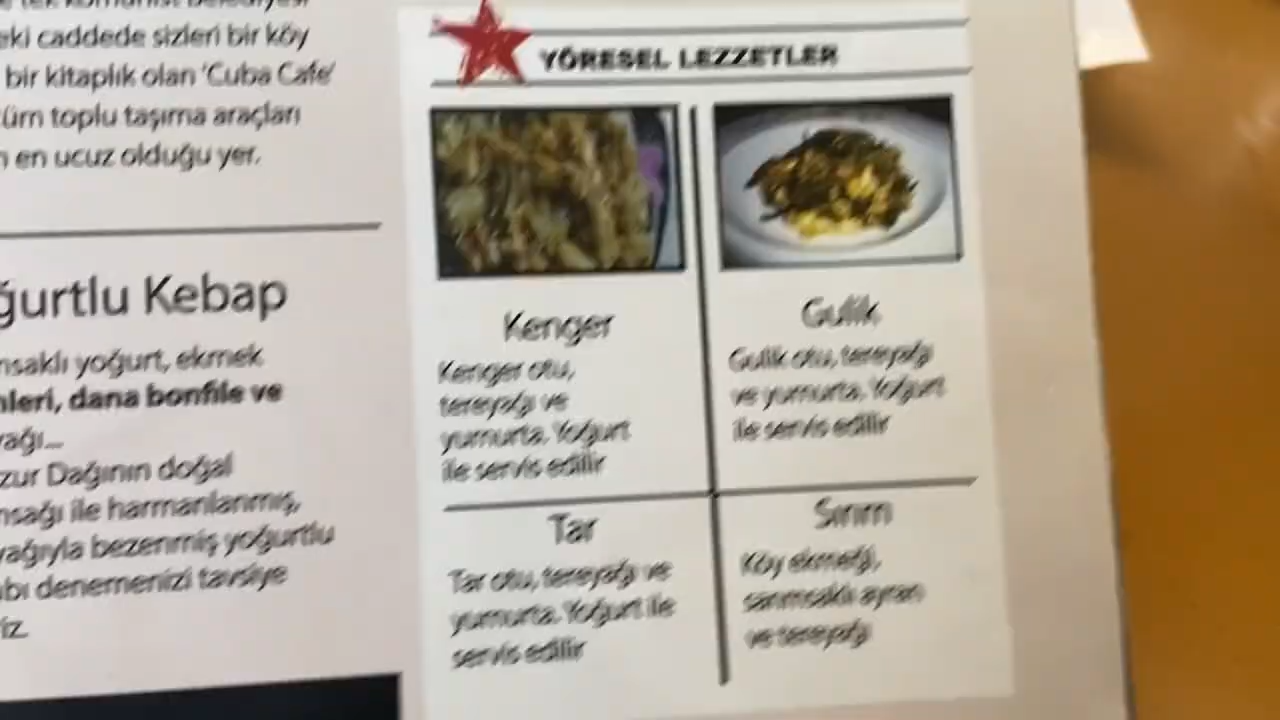 eki caddede sizleri bir köy
bir kitaplık olan 'Cuba Cafe'
üm toplu taşıma araçları
n en ucuz olduğu yer.
ğurtlu Kebap
msaklı yoğurt, ekmek
mleri, dana bonfile ve
yağı...
zur Dağının doğal
msağı ile harmanlanmış,
yağıyla bezenmiş yoğurtlu
abı denemenizi tavsiye
iz.
YÖRESEL LEZZETLER
Kenger
Kenger otu,
tereyağı ve
yumurta. Yoğurt
ile servis edilir
Gulik
Gulik otu, tereyağı
ve yumurta. Yoğurt
ile servis edilir
Tar
Tar otu, tereyağı ve
yumurta. Yoğurt ile
servis edilir
Sırım
Köy ekmeği,
sarımsaklı ayran
ve tereyağı